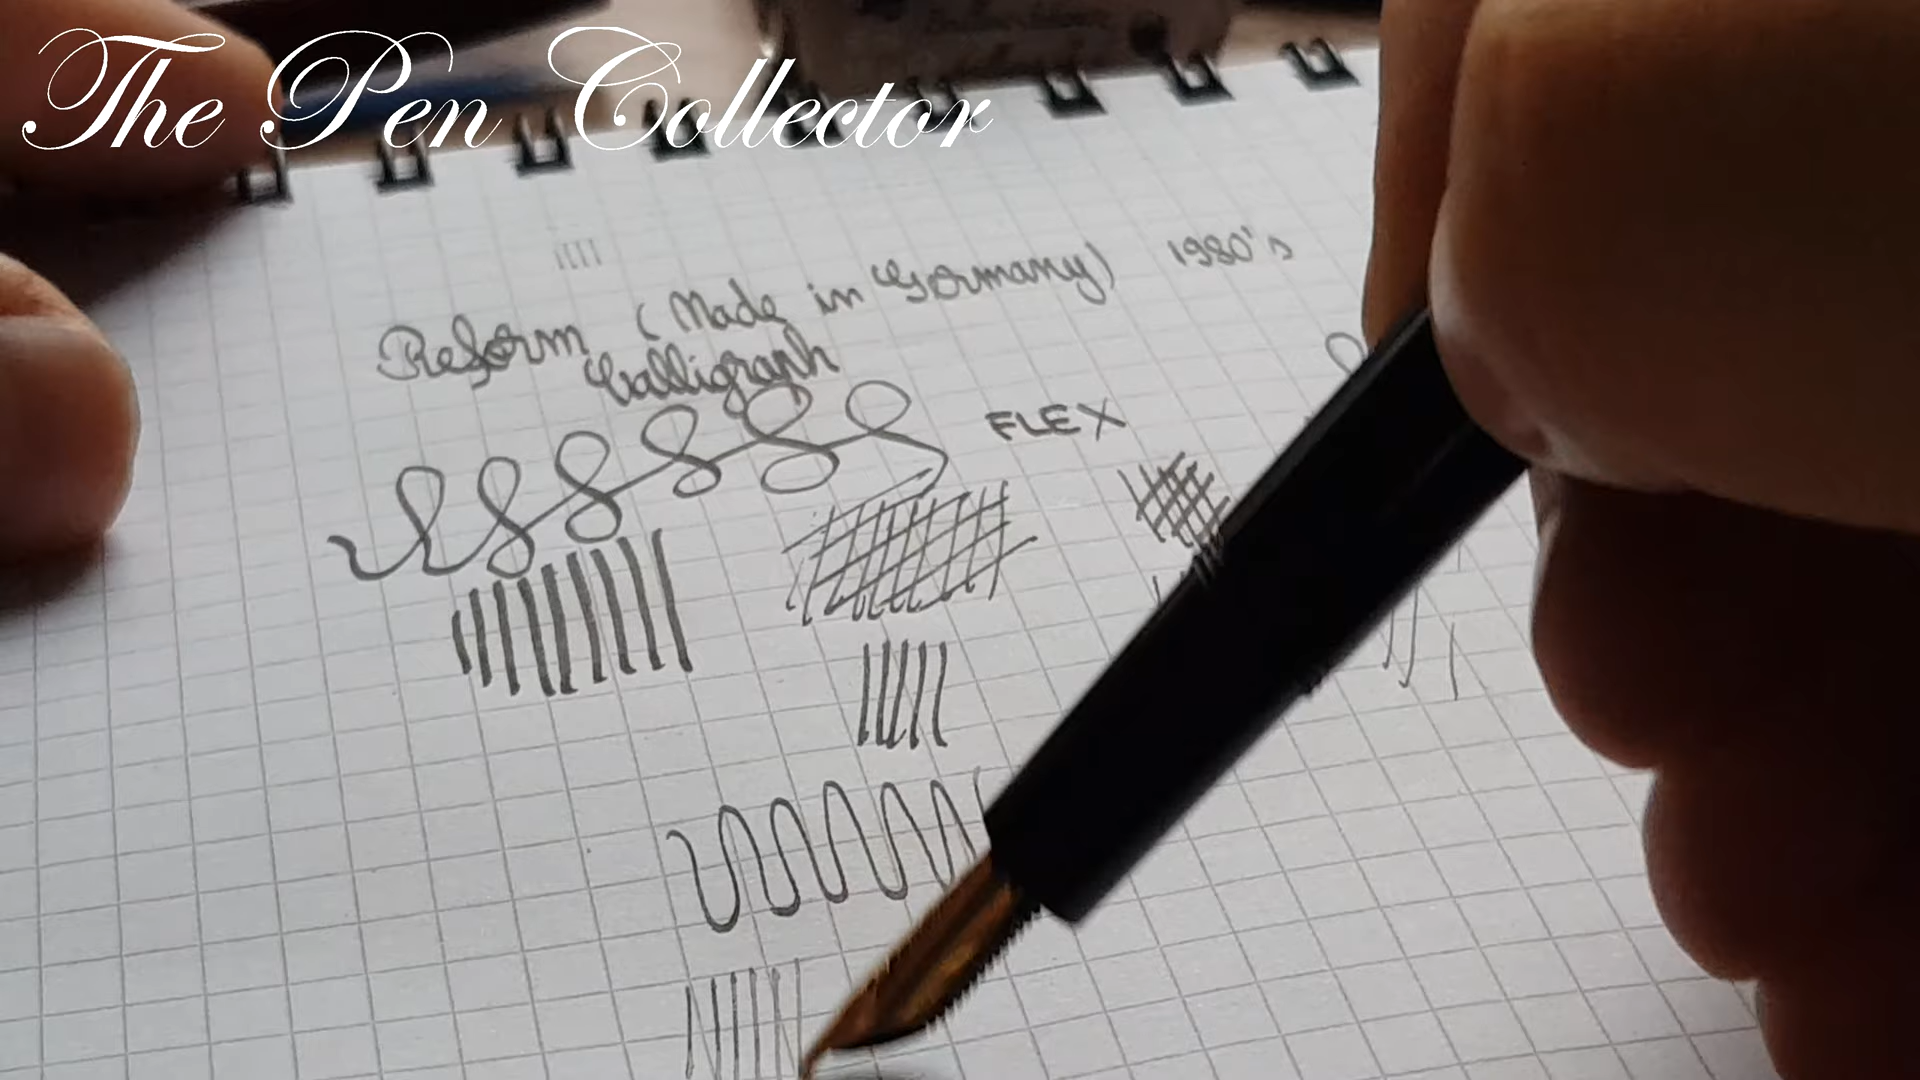 The Pen Collector
Reform (Made in Germany) 1980's
Calligraph
FLEX